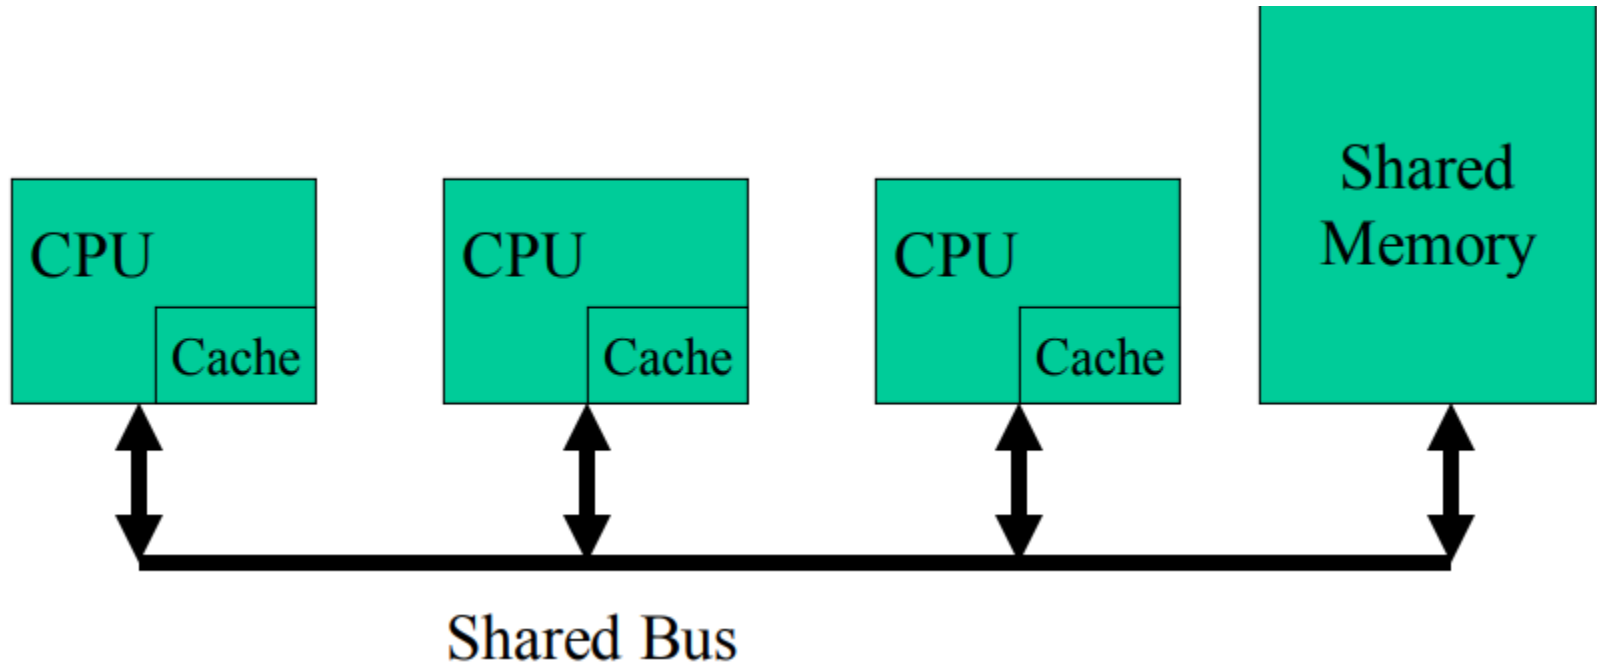 CPU
Cache
CPU
Cache
CPU
Cache
Shared
Memory
Shared Bus